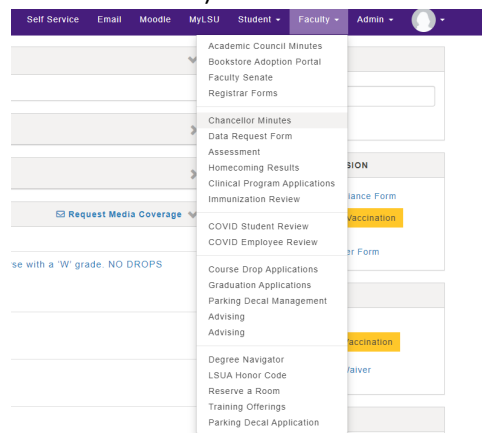 Self Service Email Moodle MyLSU Student Faculty Admin
Academic Council Minutes
Bookstore Adoption Portal
Faculty Senate
Registrar Forms
Chancellor Minutes
Data Request Form
Assessment
Homecoming Results
Clinical Program Applications
Immunization Review
COVID Student Review
COVID Employee Review
Course Drop Applications
Graduation Applications
Parking Decal Management
Advising
Advising
Degree Navigator
LSUA Honor Code
Reserve a Room
Training Offerings
Parking Decal Application
Request Media Coverage
rse with a 'W' grade. NO DROPS
SION
iance Form
Vaccination
er Form
Vaccination
Vaiver